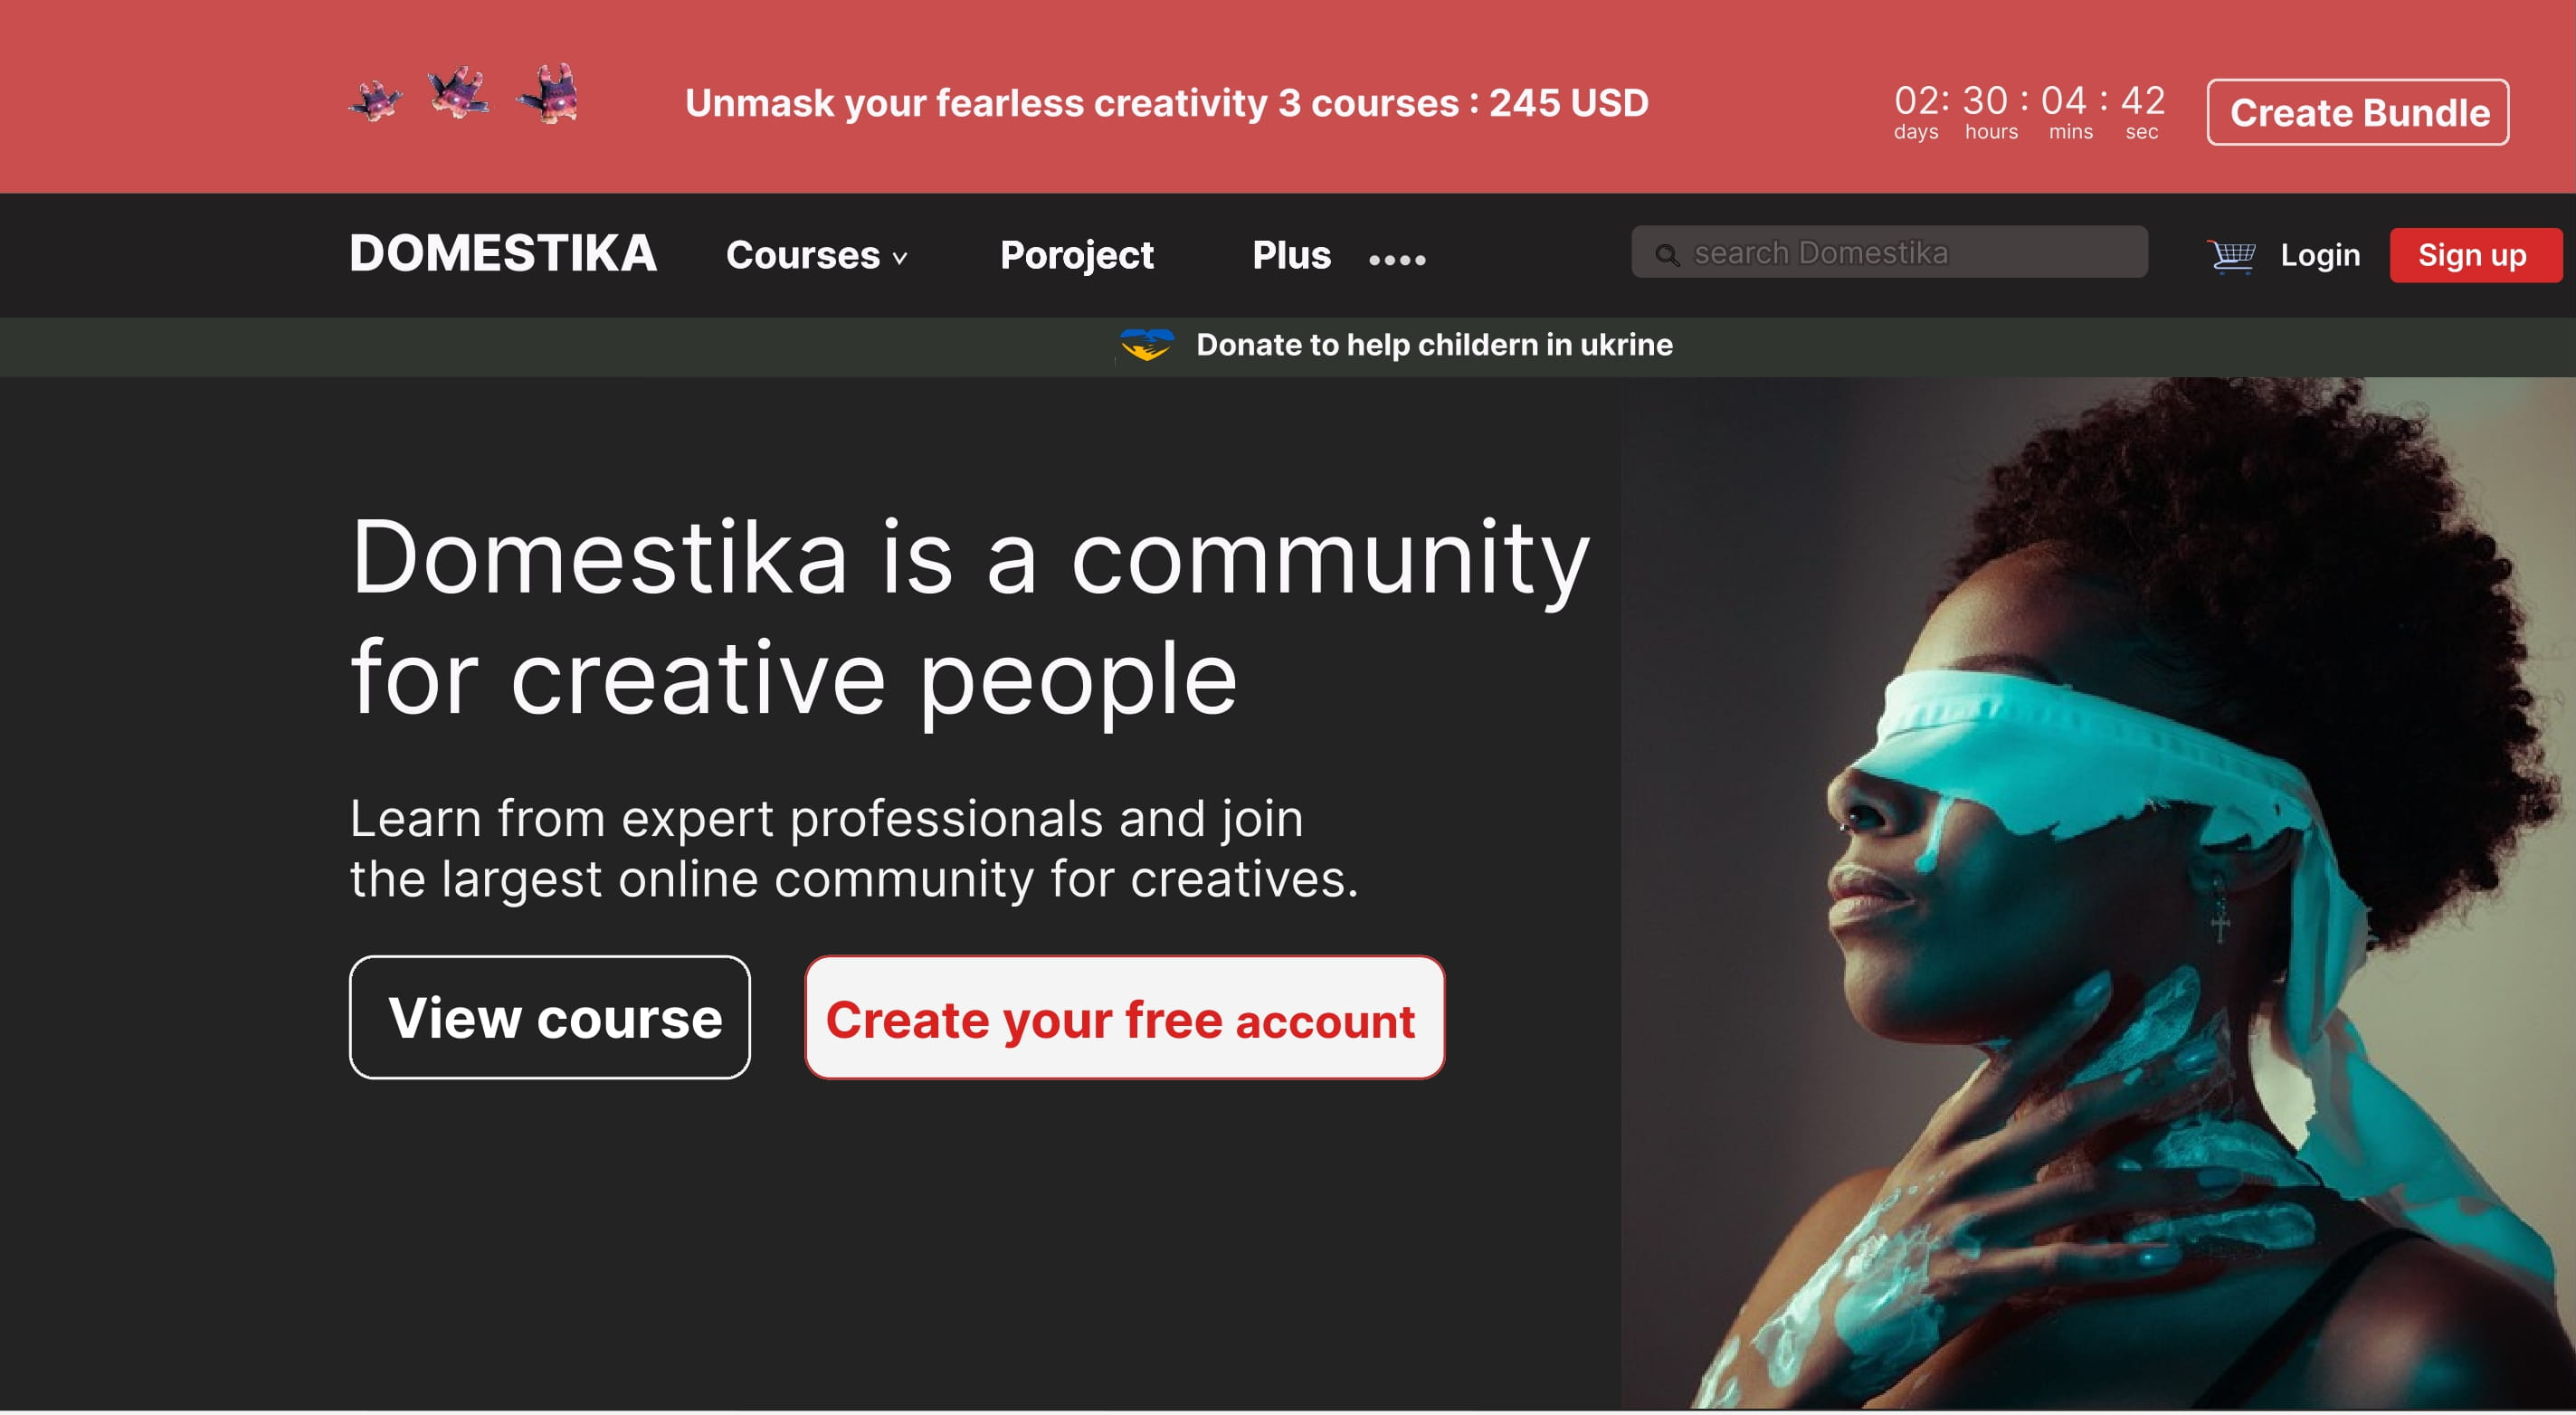 Unmask your fearless creativity 3 courses : 245 USD
02: 30 : 04 : 42
days hours mins sec
Create Bundle
DOMESTIKA
Courses
Poroject
Plus ••••
search Domestika
Login
Sign up
Donate to help childern in ukrine
Domestika is a community
for creative people
Learn from expert professionals and join
the largest online community for creatives.
View course
Create your free account